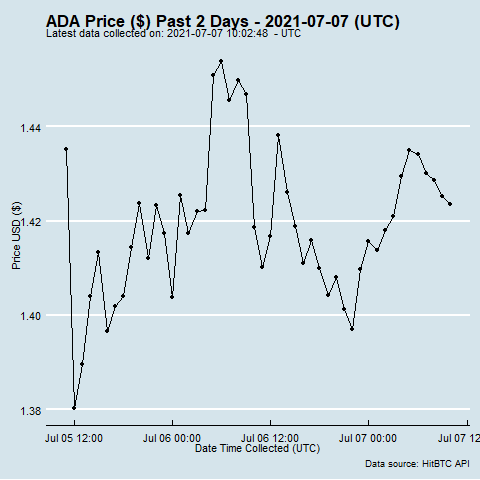 ADA Price ($) Past 2 Days - 2021-07-07 (UTC)
Latest data collected on: 2021-07-07 10:02:48  - UTC
1.44
1.42
1.40
1.38
Price USD ($)
Jul 05 12:00
Jul 06 00:00
Jul 06 12:00
Jul 07 00:00
Jul 07 12
Date Time Collected (UTC)
Data source: HitBTC API